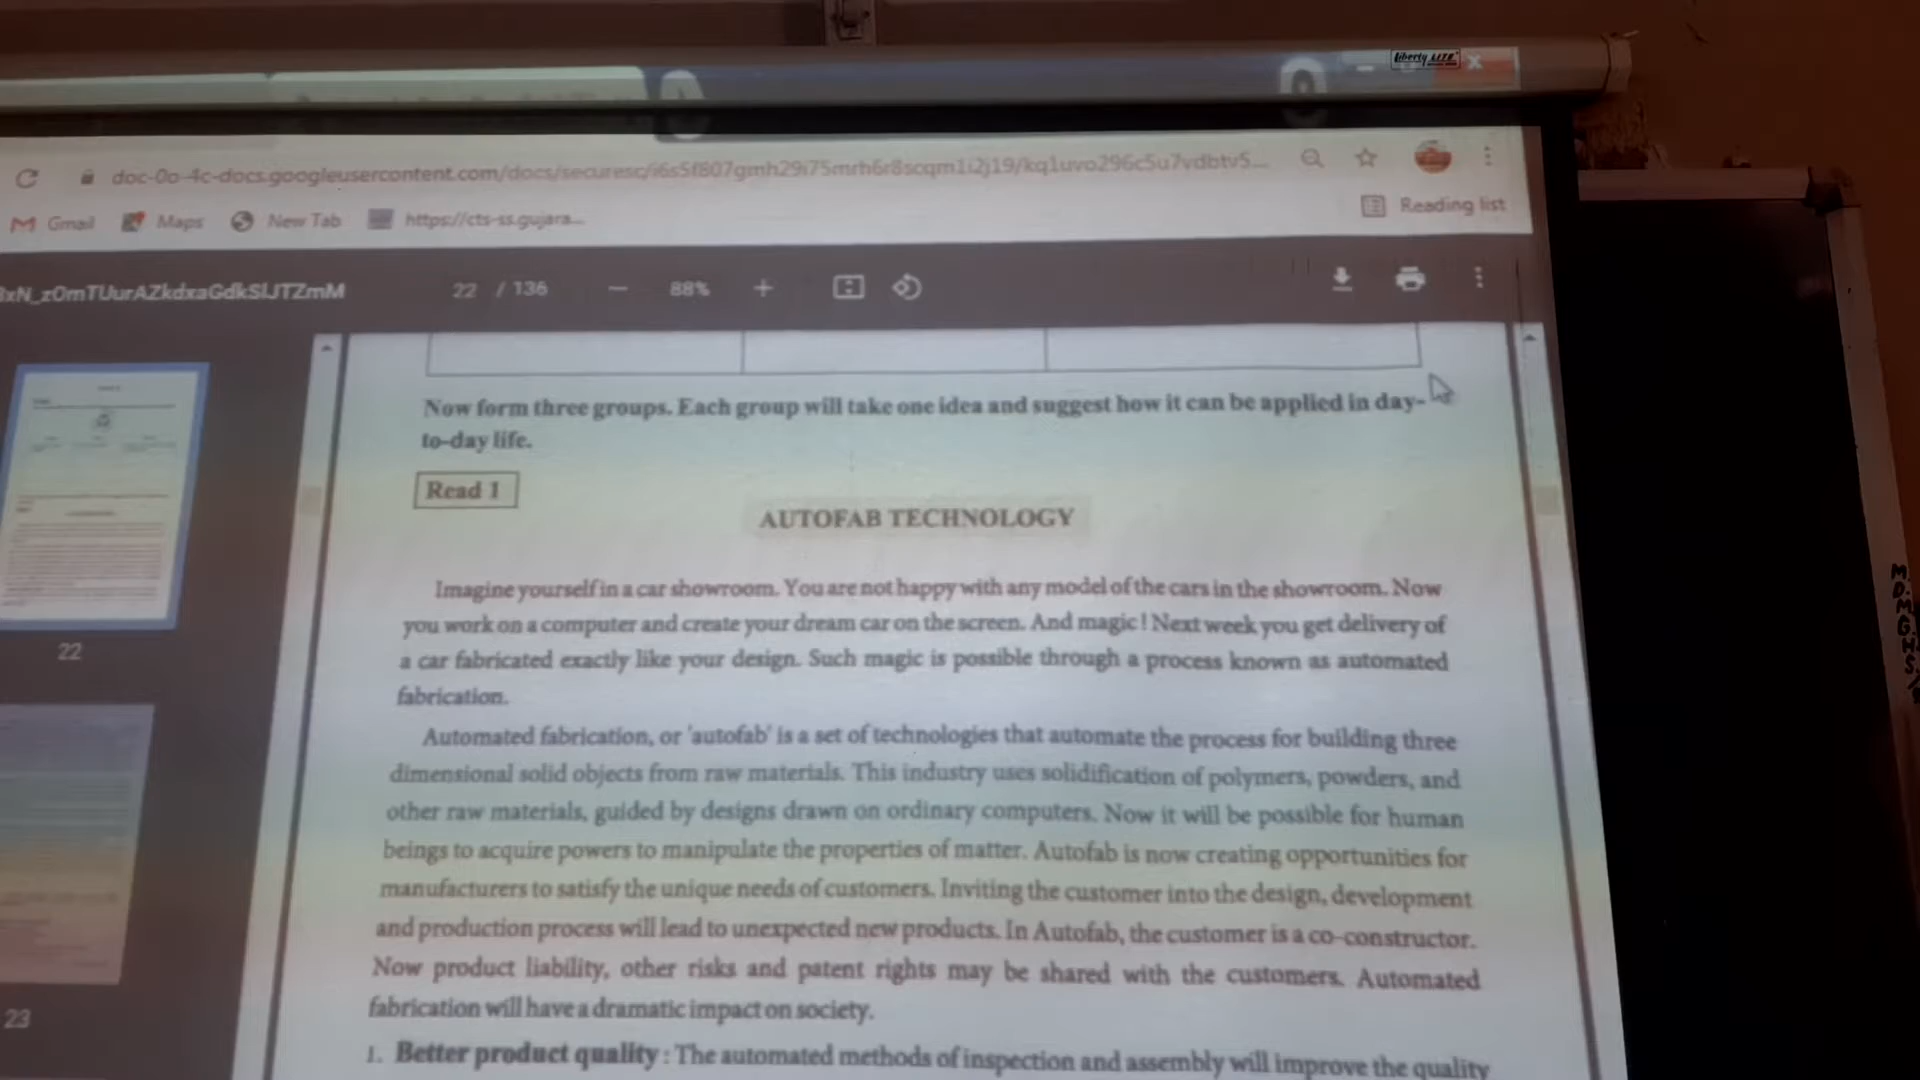 Liberty LITE
doc-0o-4c-docs.googleusercontent.com/docs/securesc/i6s5f807gmh29i75mrh6r8scqm1i2j19/kq1uvo296c5u7vdbtv5...
Gmail Maps New Tab https://cts-ss.gujara... Reading list
22 / 136 88%
Now form three groups. Each group will take one idea and suggest how it can be applied in day-
to-day life.
Read 1
AUTOFAB TECHNOLOGY
Imagine yourself in a car showroom. You are not happy with any model of the cars in the showroom. Now
you work on a computer and create your dream car on the screen. And magic! Next week you get delivery of
a car fabricated exactly like your design. Such magic is possible through a process known as automated
fabrication.
Automated fabrication, or 'autofab' is a set of technologies that automate the process for building three
dimensional solid objects from raw materials. This industry uses solidification of polymers, powders, and
other raw materials, guided by designs drawn on ordinary computers. Now it will be possible for human
beings to acquire powers to manipulate the properties of matter. Autofab is now creating opportunities for
manufacturers to satisfy the unique needs of customers. Inviting the customer into the design, development
and production process will lead to unexpected new products. In Autofab, the customer is a co-constructor.
Now product liability, other risks and patent rights may be shared with the customers. Automated
fabrication will have a dramatic impact on society.
1. Better product quality : The automated methods of inspection and assembly will improve the quality
22
23